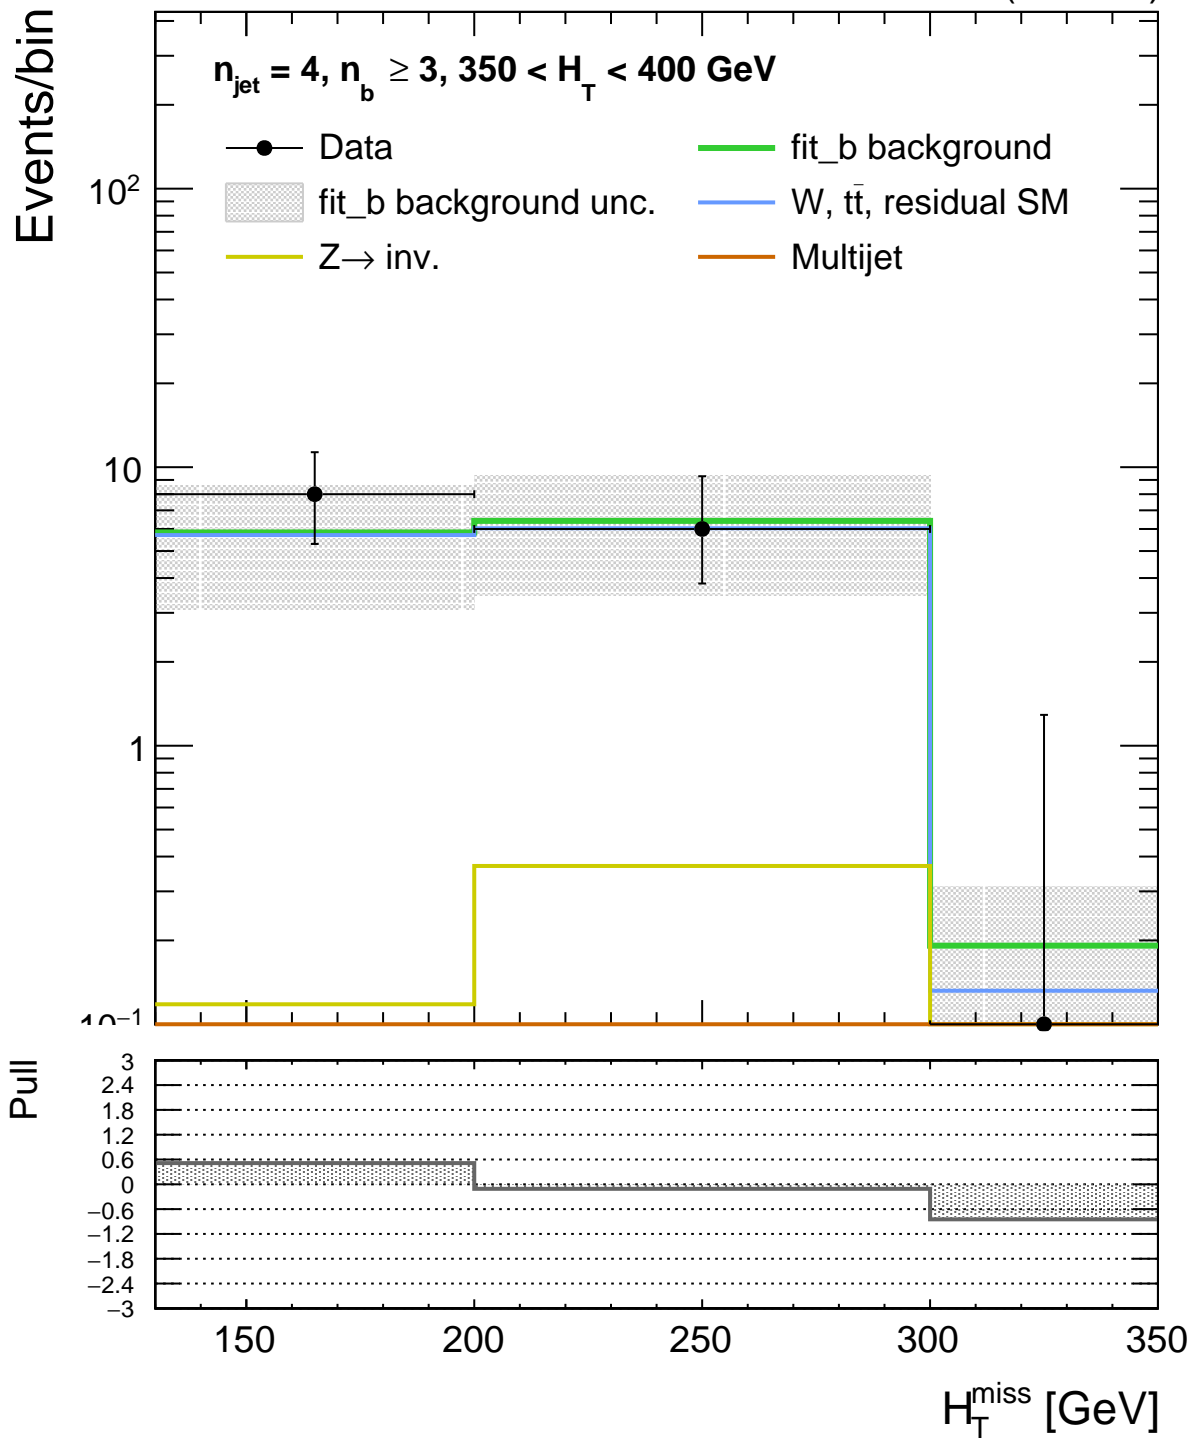 Events/bin
n_jet = 4, n_b ≥ 3, 350 < H_T < 400 GeV
Data
fit_b background
fit_b background unc.
W, tt̄, residual SM
Z→ inv.
Multijet
10²
10
1
10⁻¹
Pull
3
2.4
1.8
1.2
0.6
0
−0.6
−1.2
−1.8
−2.4
−3
150 200 250 300 350
H_T^miss [GeV]